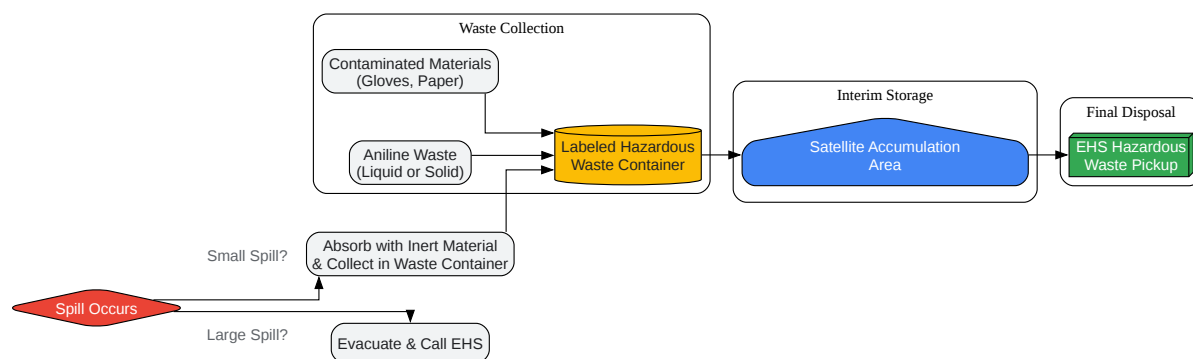 Waste Collection
Contaminated Materials
(Gloves, Paper)
Aniline Waste
(Liquid or Solid)
Labeled Hazardous
Waste Container
Interim Storage
Satellite Accumulation
Area
Final Disposal
EHS Hazardous
Waste Pickup
Small Spill?
Absorb with Inert Material
& Collect in Waste Container
Spill Occurs
Large Spill?
Evacuate & Call EHS